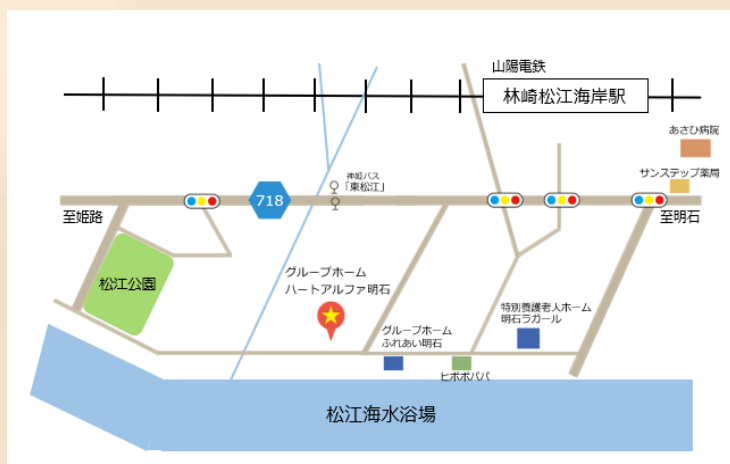 山陽電鉄
林崎松江海岸駅
あさひ病院
サンステップ薬局
神姫バス
「東松江」
718
至姫路
至明石
松江公園
グループホーム
ハートアルファ明石
グループホーム
ふれあい明石
特別養護老人ホーム
明石ラガール
ヒポポパパ
松江海水浴場